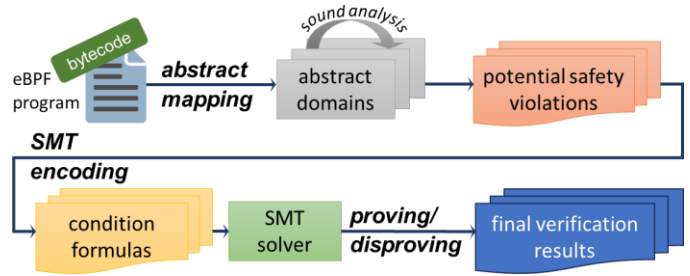 sound analysis
bytecode
eBPF
program
abstract
mapping
abstract
domains
potential safety
violations
SMT
encoding
condition
formulas
SMT
solver
proving/
disproving
final verification
results